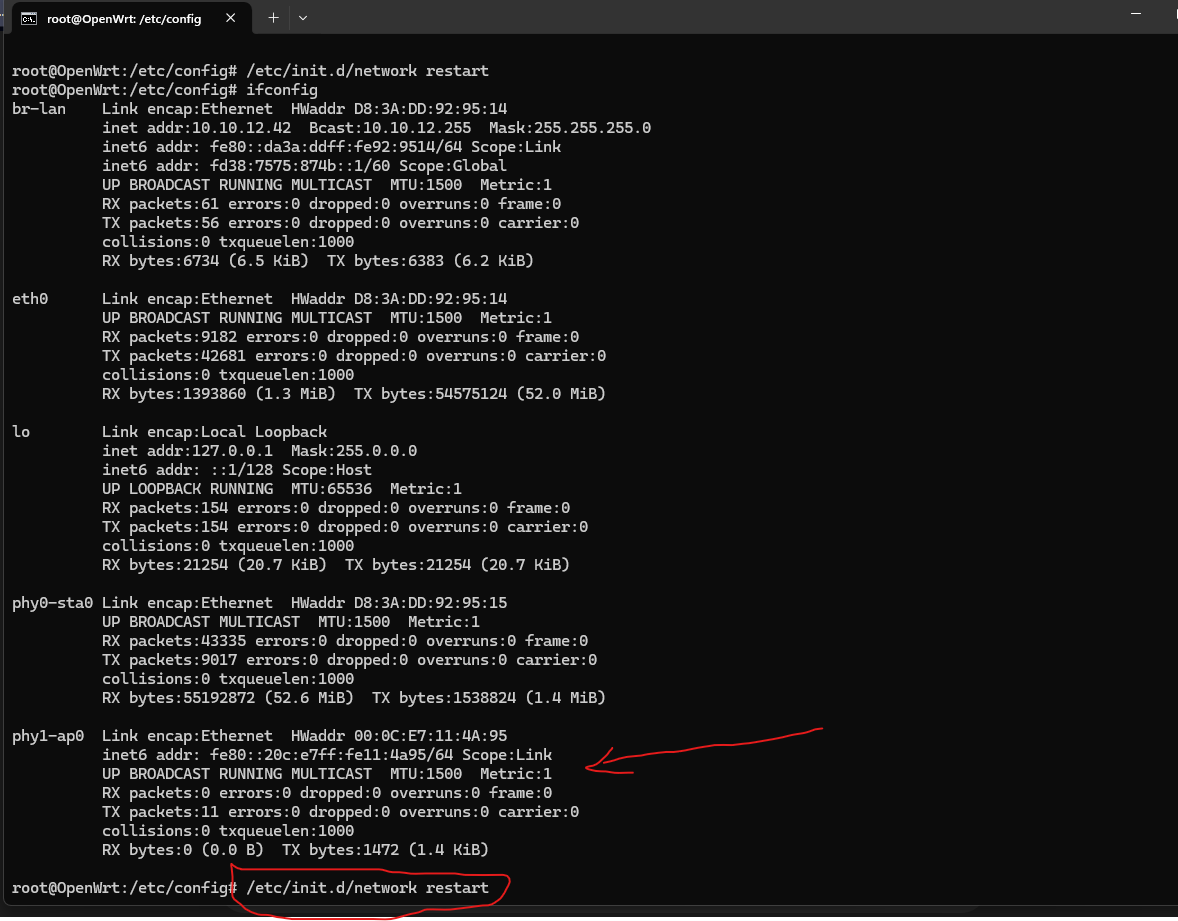 root@OpenWrt: /etc/config
root@OpenWrt:/etc/config# /etc/init.d/network restart
root@OpenWrt:/etc/config# ifconfig
br-lan    Link encap:Ethernet  HWaddr D8:3A:DD:92:95:14
          inet addr:10.10.12.42  Bcast:10.10.12.255  Mask:255.255.255.0
          inet6 addr: fe80::da3a:ddff:fe92:9514/64 Scope:Link
          inet6 addr: fd38:7575:874b::1/60 Scope:Global
          UP BROADCAST RUNNING MULTICAST  MTU:1500  Metric:1
          RX packets:61 errors:0 dropped:0 overruns:0 frame:0
          TX packets:56 errors:0 dropped:0 overruns:0 carrier:0
          collisions:0 txqueuelen:1000
          RX bytes:6734 (6.5 KiB)  TX bytes:6383 (6.2 KiB)
eth0      Link encap:Ethernet  HWaddr D8:3A:DD:92:95:14
          UP BROADCAST RUNNING MULTICAST  MTU:1500  Metric:1
          RX packets:9182 errors:0 dropped:0 overruns:0 frame:0
          TX packets:42681 errors:0 dropped:0 overruns:0 carrier:0
          collisions:0 txqueuelen:1000
          RX bytes:1393860 (1.3 MiB)  TX bytes:54575124 (52.0 MiB)
lo        Link encap:Local Loopback
          inet addr:127.0.0.1  Mask:255.0.0.0
          inet6 addr: ::1/128 Scope:Host
          UP LOOPBACK RUNNING  MTU:65536  Metric:1
          RX packets:154 errors:0 dropped:0 overruns:0 frame:0
          TX packets:154 errors:0 dropped:0 overruns:0 carrier:0
          collisions:0 txqueuelen:1000
          RX bytes:21254 (20.7 KiB)  TX bytes:21254 (20.7 KiB)
phy0-sta0 Link encap:Ethernet  HWaddr D8:3A:DD:92:95:15
          UP BROADCAST MULTICAST  MTU:1500  Metric:1
          RX packets:43335 errors:0 dropped:0 overruns:0 frame:0
          TX packets:9017 errors:0 dropped:0 overruns:0 carrier:0
          collisions:0 txqueuelen:1000
          RX bytes:55192872 (52.6 MiB)  TX bytes:1538824 (1.4 MiB)
phy1-ap0  Link encap:Ethernet  HWaddr 00:0C:E7:11:4A:95
          inet6 addr: fe80::20c:e7ff:fe11:4a95/64 Scope:Link
          UP BROADCAST RUNNING MULTICAST  MTU:1500  Metric:1
          RX packets:0 errors:0 dropped:0 overruns:0 frame:0
          TX packets:11 errors:0 dropped:0 overruns:0 carrier:0
          collisions:0 txqueuelen:1000
          RX bytes:0 (0.0 B)  TX bytes:1472 (1.4 KiB)
root@OpenWrt:/etc/config# /etc/init.d/network restart